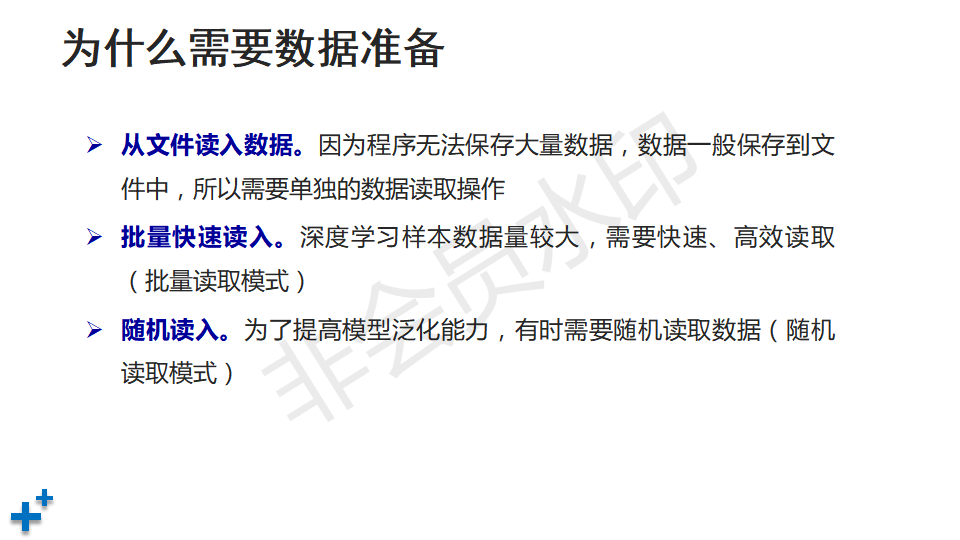 为什么需要数据准备
从文件读入数据。因为程序无法保存大量数据，数据一般保存到文
件中，所以需要单独的数据读取操作
批量快速读入。深度学习样本数据量较大，需要快速、高效读取
（批量读取模式）
随机读入。为了提高模型泛化能力，有时需要随机读取数据（随机
读取模式）
非会员水印